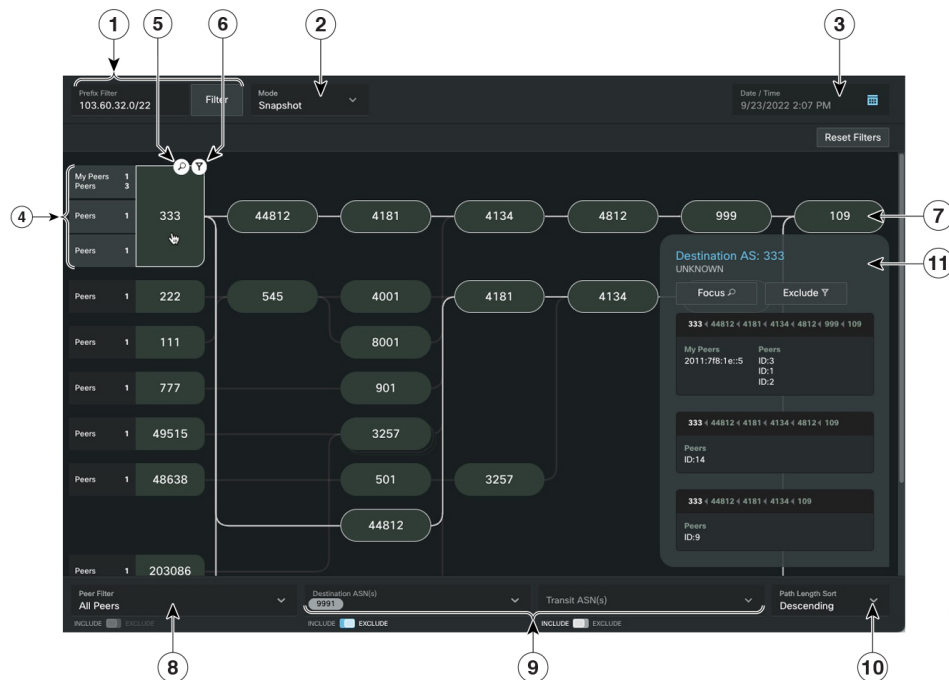 1
5
6
2
3
Prefix Filter
103.60.32.0/22
Filter
Mode
Snapshot
Date / Time
9/23/2022 2:07 PM
Reset Filters
4
My Peers 1
Peers 3
Peers 1
Peers 1
333
44812
4181
4134
4812
999
109
7
11
Destination AS: 333
UNKNOWN
Focus
Exclude
333 44812 4181 4134 4812 999 109
My Peers
2011:7f8:1e::5
Peers
ID:3
ID:1
ID:2
333 44812 4181 4134 4812 109
Peers
ID:14
333 44812 4181 4134 109
Peers
ID:9
Peers 1 222
545
4001
4181
4134
Peers 1 111
8001
Peers 1 777
901
Peers 1 49515
3257
Peers 1 48638
501
3257
44812
Peers 1 203086
Peer Filter
All Peers
INCLUDE EXCLUDE
Destination ASN(s)
9991
INCLUDE EXCLUDE
Transit ASN(s)
INCLUDE EXCLUDE
Path Length Sort
Descending
8
9
10